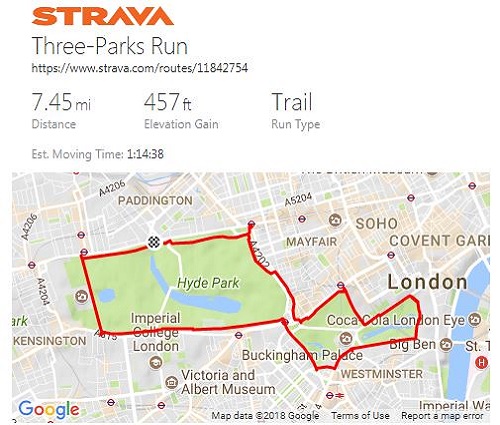 STRAVA
Three-Parks Run
https://www.strava.com/routes/11842754
7.45 mi
457 ft
Trail
Distance
Elevation Gain
Run Type
Est. Moving Time: 1:14:38
A4206
A4206
PADDINGTON
A5204
A4202
SOHO
MAYFAIR
COVENT GAR
A4204
Hyde Park
London
Imperial
College
London
Coca-Cola London Eye
KENSINGTON
A315
Buckingham Palace
Big Ben
St. T
Victoria and
Albert Museum
WESTMINSTER
Imperial Wa
Google
Map data ©2018 Google
Terms of Use
Report a map error